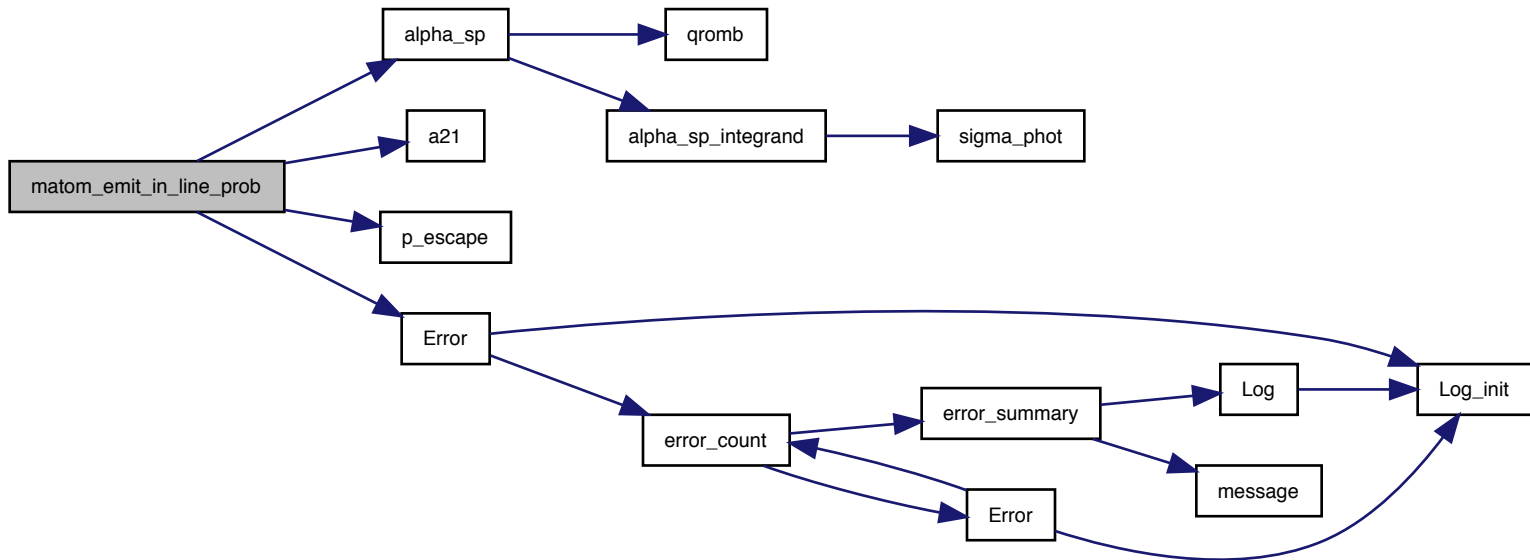 alpha_sp
qromb
a21
alpha_sp_integrand
sigma_phot
matom_emit_in_line_prob
p_escape
Error
Log
Log_init
error_summary
error_count
message
Error